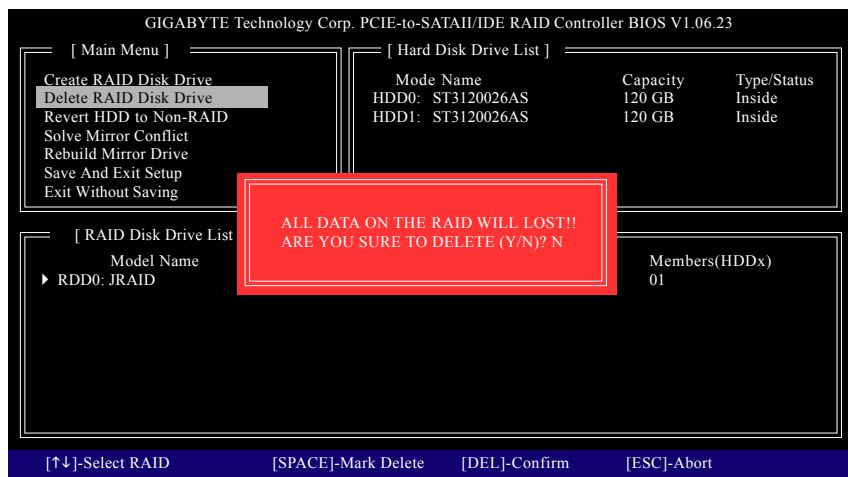 GIGABYTE Technology Corp. PCIE-to-SATAII/IDE RAID Controller BIOS V1.06.23
[ Main Menu ]
Create RAID Disk Drive
Delete RAID Disk Drive
Revert HDD to Non-RAID
Solve Mirror Conflict
Rebuild Mirror Drive
Save And Exit Setup
Exit Without Saving
[ Hard Disk Drive List ]
Mode Name Capacity Type/Status
HDD0: ST3120026AS 120 GB Inside
HDD1: ST3120026AS 120 GB Inside
ALL DATA ON THE RAID WILL LOST!!
ARE YOU SURE TO DELETE (Y/N)? N
[ RAID Disk Drive List
Model Name Members(HDDx)
RDD0: JRAID 01
[↑↓]-Select RAID [SPACE]-Mark Delete [DEL]-Confirm [ESC]-Abort